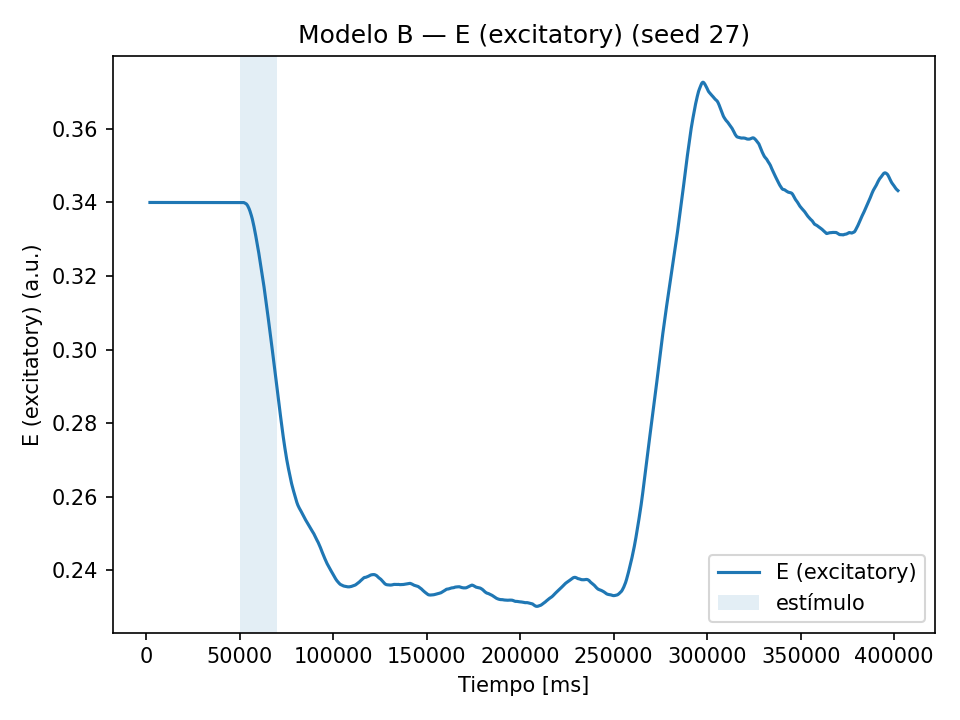 Modelo B — E (excitatory) (seed 27)
E (excitatory) (a.u.)
0.36
0.34
0.32
0.30
0.28
0.26
0.24
E (excitatory)
estímulo
0 50000 100000 150000 200000 250000 300000 350000 400000
Tiempo [ms]